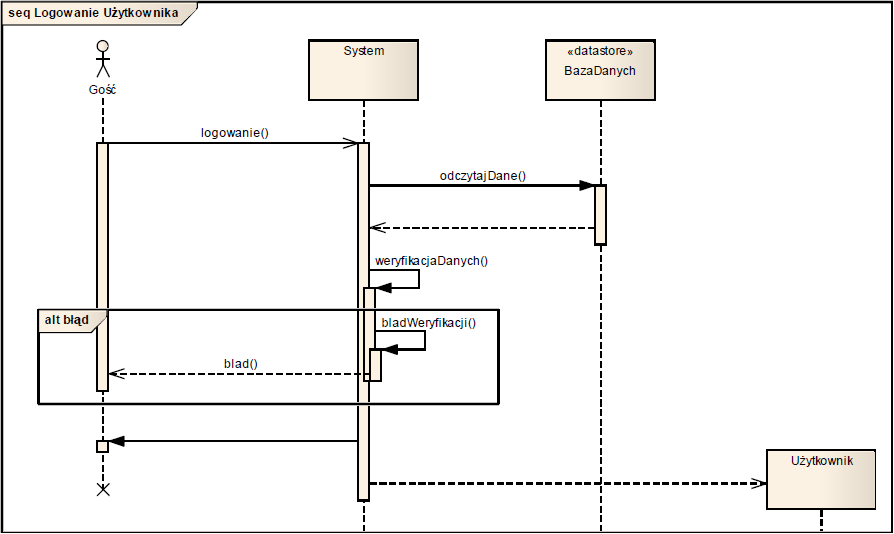 seq Logowanie Użytkownika
System
«datastore»
BazaDanych
Gość
logowanie()
odczytajDane()
weryfikacjaDanych()
alt błąd
bladWeryfikacji()
blad()
Użytkownik